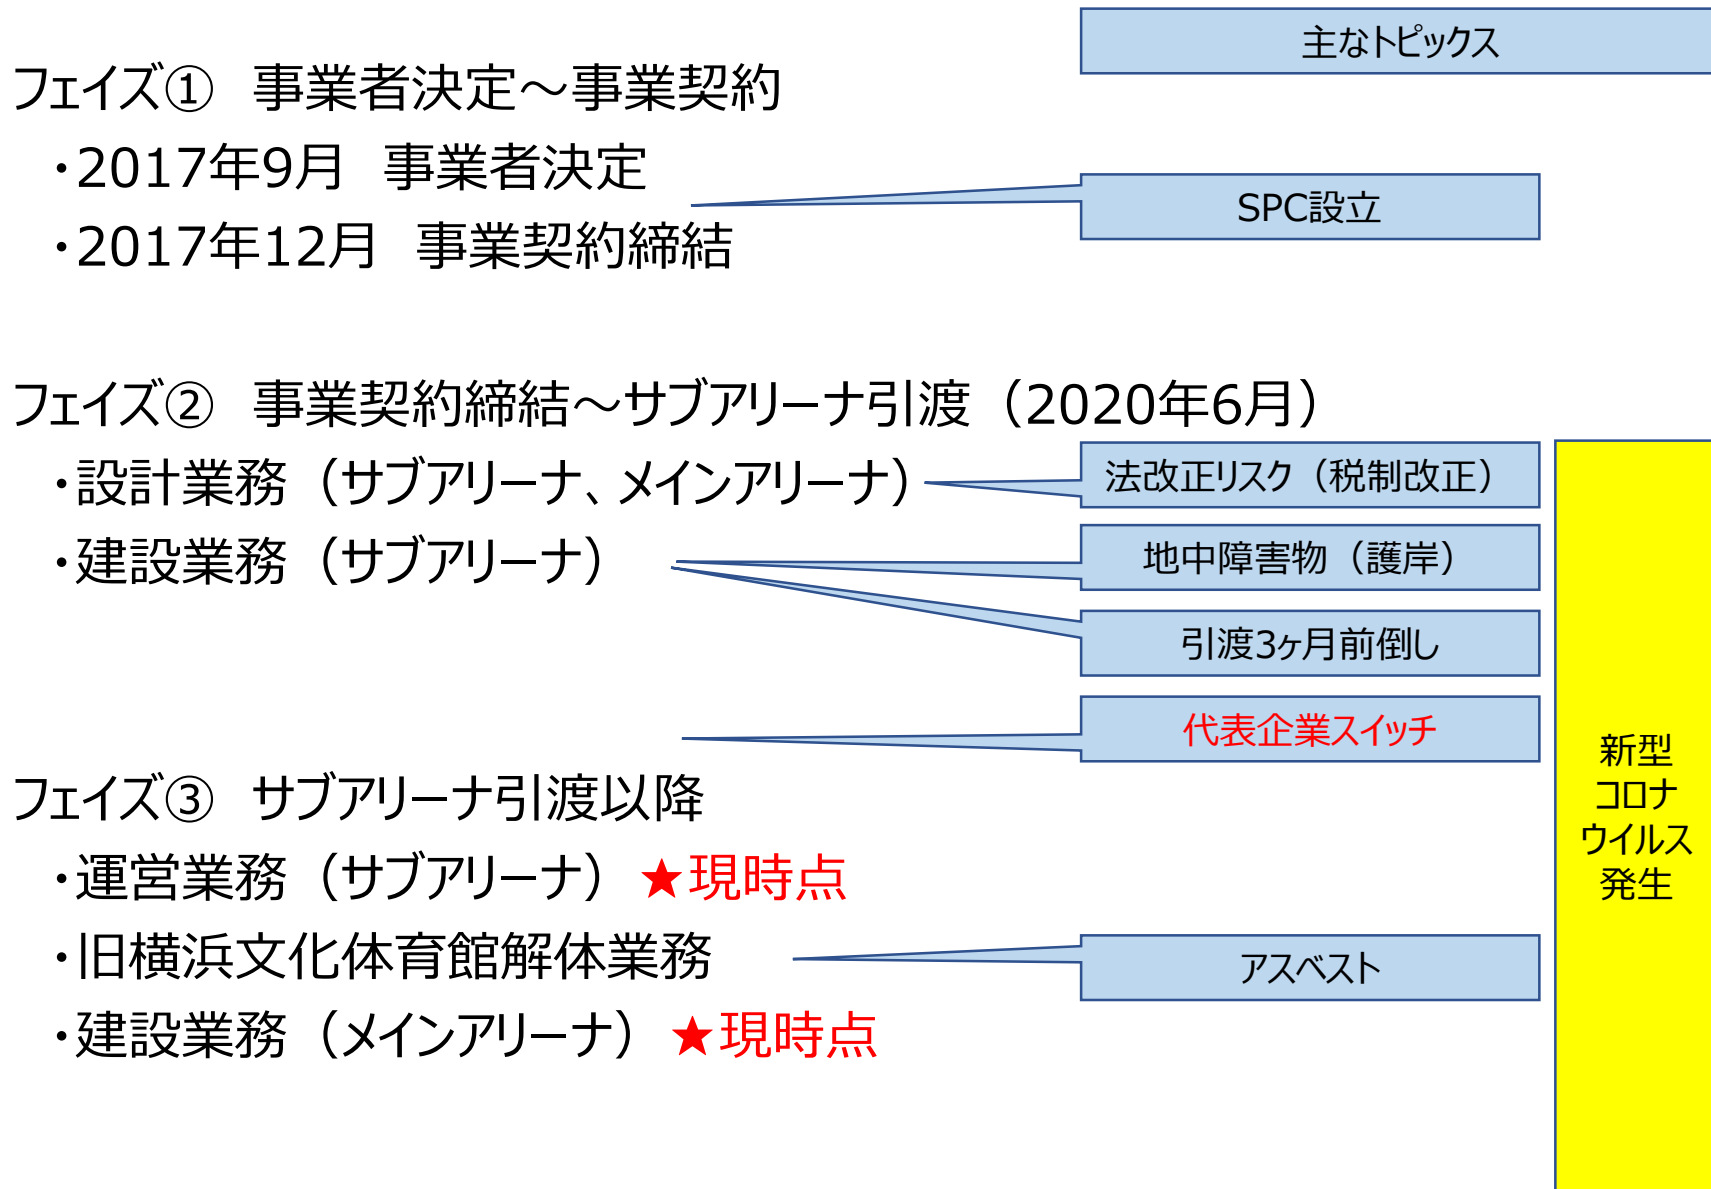 主なトピックス
フェイズ①　事業者決定～事業契約
・2017年9月　事業者決定
SPC設立
・2017年12月　事業契約締結
フェイズ②　事業契約締結～サブアリーナ引渡（2020年6月）
・設計業務（サブアリーナ、メインアリーナ）
法改正リスク（税制改正）
・建設業務（サブアリーナ）
地中障害物（護岸）
引渡3ヶ月前倒し
代表企業スイッチ
新型
コロナ
ウイルス
発生
フェイズ③　サブアリーナ引渡以降
・運営業務（サブアリーナ）★現時点
・旧横浜文化体育館解体業務
アスベスト
・建設業務（メインアリーナ）★現時点